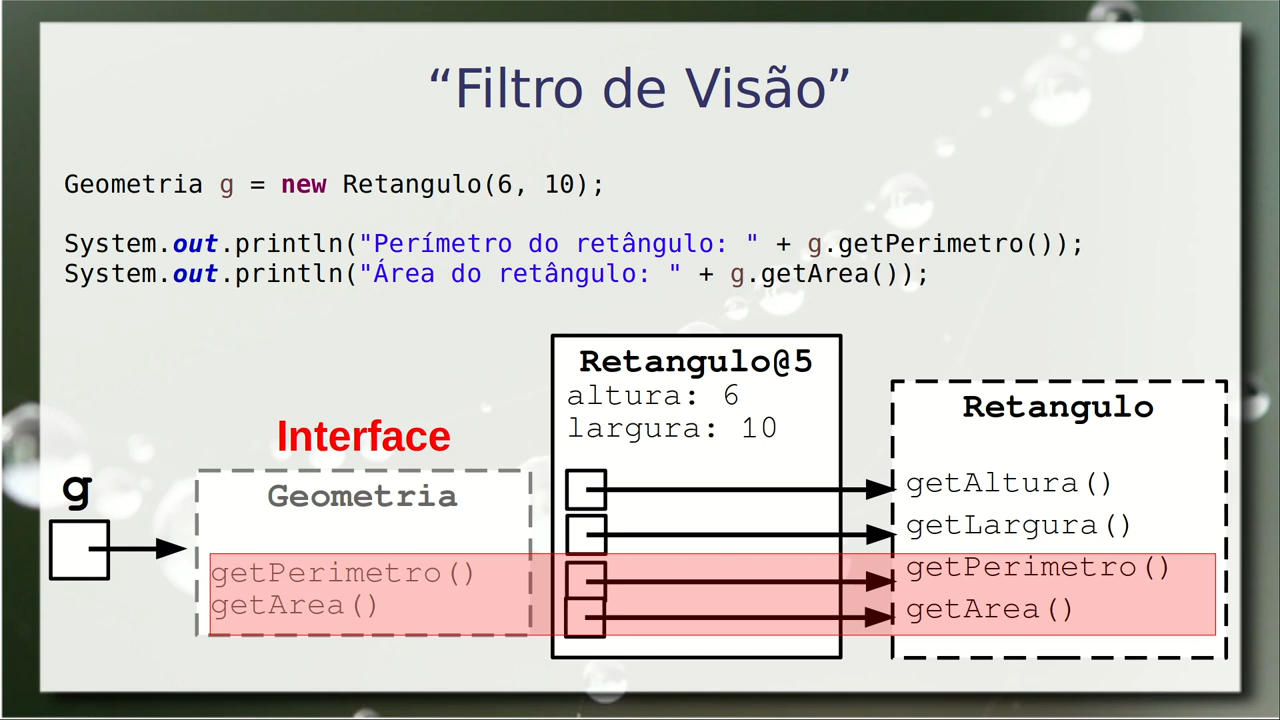 “Filtro de Visão”
Geometria g = new Retangulo(6, 10);
System.out.println("Perímetro do retângulo: " + g.getPerimetro());
System.out.println("Área do retângulo: " + g.getArea());
g
Interface
Geometria
getPerimetro()
getArea()
Retangulo@5
altura: 6
largura: 10
Retangulo
getAltura()
getLargura()
getPerimetro()
getArea()